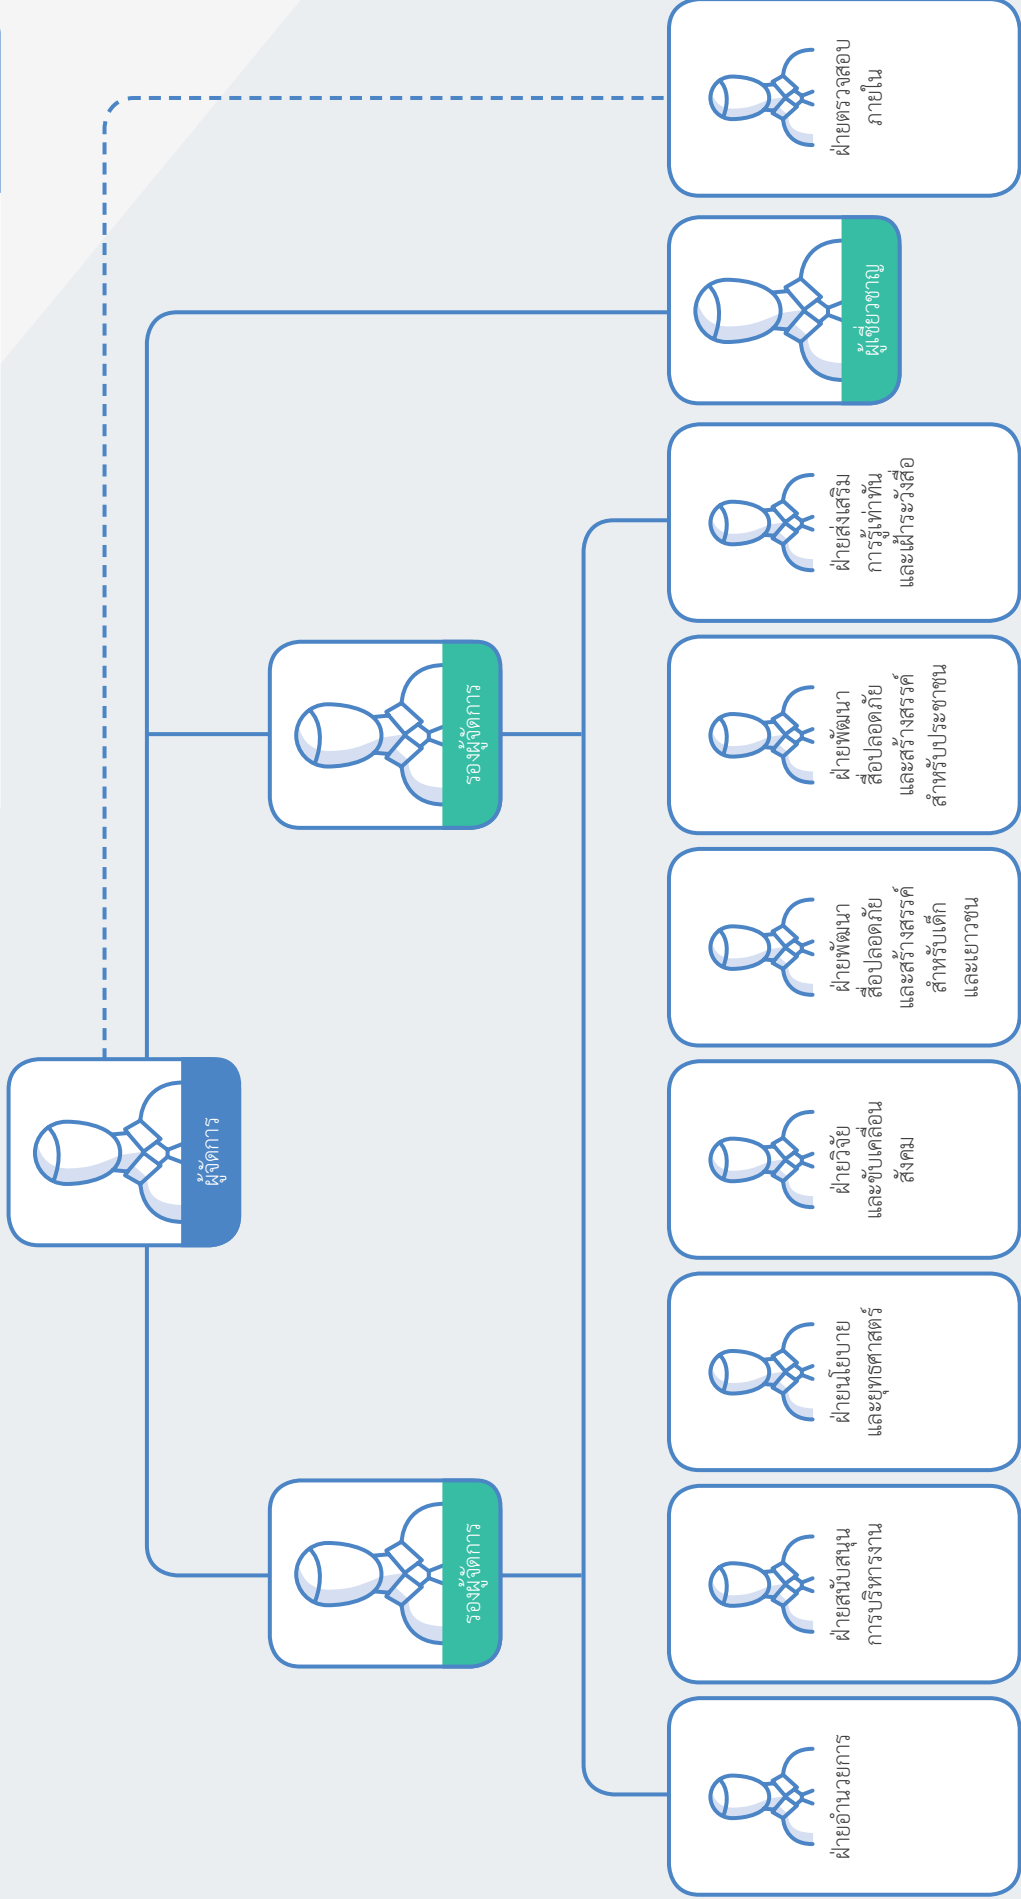 ผู้จัดการ
รองผู้จัดการ
รองผู้จัดการ
ฝ่ายอำนวยการ
ฝ่ายสนับสนุน
การบริหารงาน
ฝ่ายนโยบาย
และยุทธศาสตร์
ฝ่ายวิจัย
และขับเคลื่อน
สังคม
ฝ่ายพัฒนา
สื่อปลอดภัย
และสร้างสรรค์
สำหรับเด็ก
และเยาวชน
ฝ่ายพัฒนา
สื่อปลอดภัย
และสร้างสรรค์
สำหรับประชาชน
ฝ่ายส่งเสริม
การรู้เท่าทัน
และเฝ้าระวังสื่อ
ผู้เชี่ยวชาญ
ฝ่ายตรวจสอบ
ภายใน